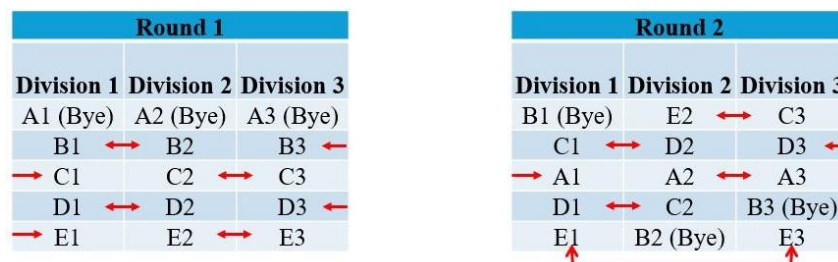 Round 1
Division 1 Division 2 Division 3
A1 (Bye) A2 (Bye) A3 (Bye)
B1 B2 B3
C1 C2 C3
D1 D2 D3
E1 E2 E3
Round 2
Division 1 Division 2 Division 3
B1 (Bye) E2 C3
C1 D2 D3
A1 A2 A3
D1 C2 B3 (Bye)
E1 B2 (Bye) E3